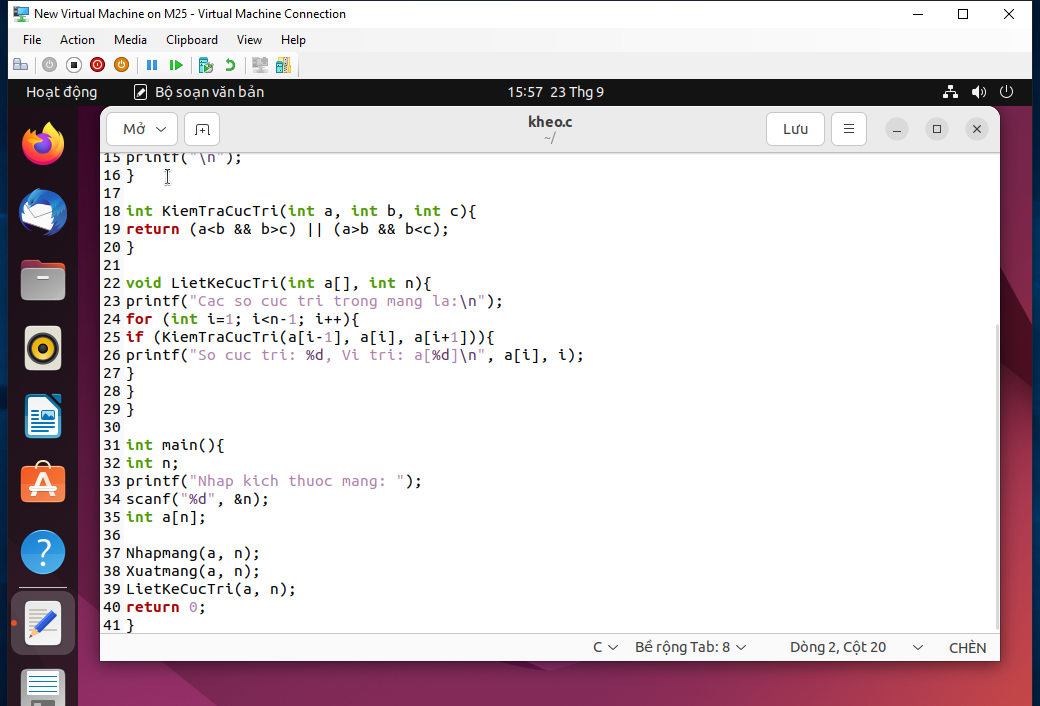 New Virtual Machine on M25 - Virtual Machine Connection
File Action Media Clipboard View Help
Hoạt động Bộ soạn văn bản 15:57 23 Thg 9
Mở kheo.c Lưu
~/
15 printf("\n");
16 }
17
18 int KiemTraCucTri(int a, int b, int c){
19 return (a<b && b>c) || (a>b && b<c);
20 }
21
22 void LietKeCucTri(int a[], int n){
23 printf("Cac so cuc tri trong mang la:\n");
24 for (int i=1; i<n-1; i++){
25 if (KiemTraCucTri(a[i-1], a[i], a[i+1])){
26 printf("So cuc tri: %d, Vi tri: a[%d]\n", a[i], i);
27 }
28 }
29 }
30
31 int main(){
32 int n;
33 printf("Nhap kich thuoc mang: ");
34 scanf("%d", &n);
35 int a[n];
36
37 Nhapmang(a, n);
38 Xuatmang(a, n);
39 LietKeCucTri(a, n);
40 return 0;
41 }
C Bề rộng Tab: 8 Dòng 2, Cột 20 CHÈN